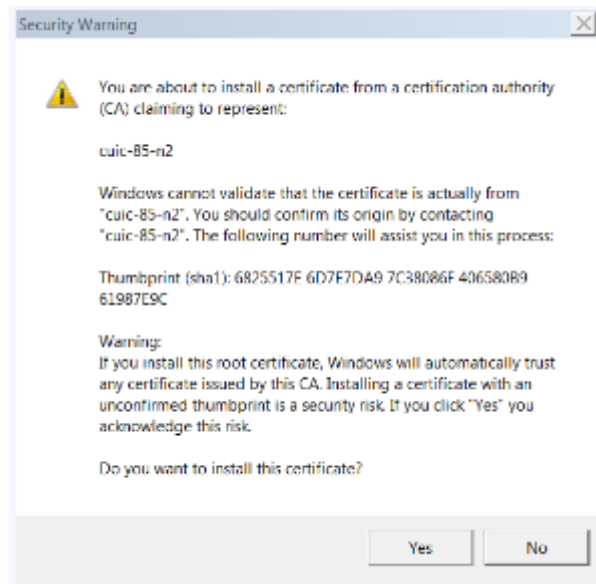 Security Warning
You are about to install a certificate from a certification authority
(CA) claiming to represent:
cuic-85-n2
Windows cannot validate that the certificate is actually from
"cuic-85-n2". You should confirm its origin by contacting
"cuic-85-n2". The following number will assist you in this process:
Thumbprint (sha1): 6825517E 6D7E7DA9 7C38086F 406580B9
61987E9C
Warning:
If you install this root certificate, Windows will automatically trust
any certificate issued by this CA. Installing a certificate with an
unconfirmed thumbprint is a security risk. If you click "Yes" you
acknowledge this risk.
Do you want to install this certificate?
Yes
No